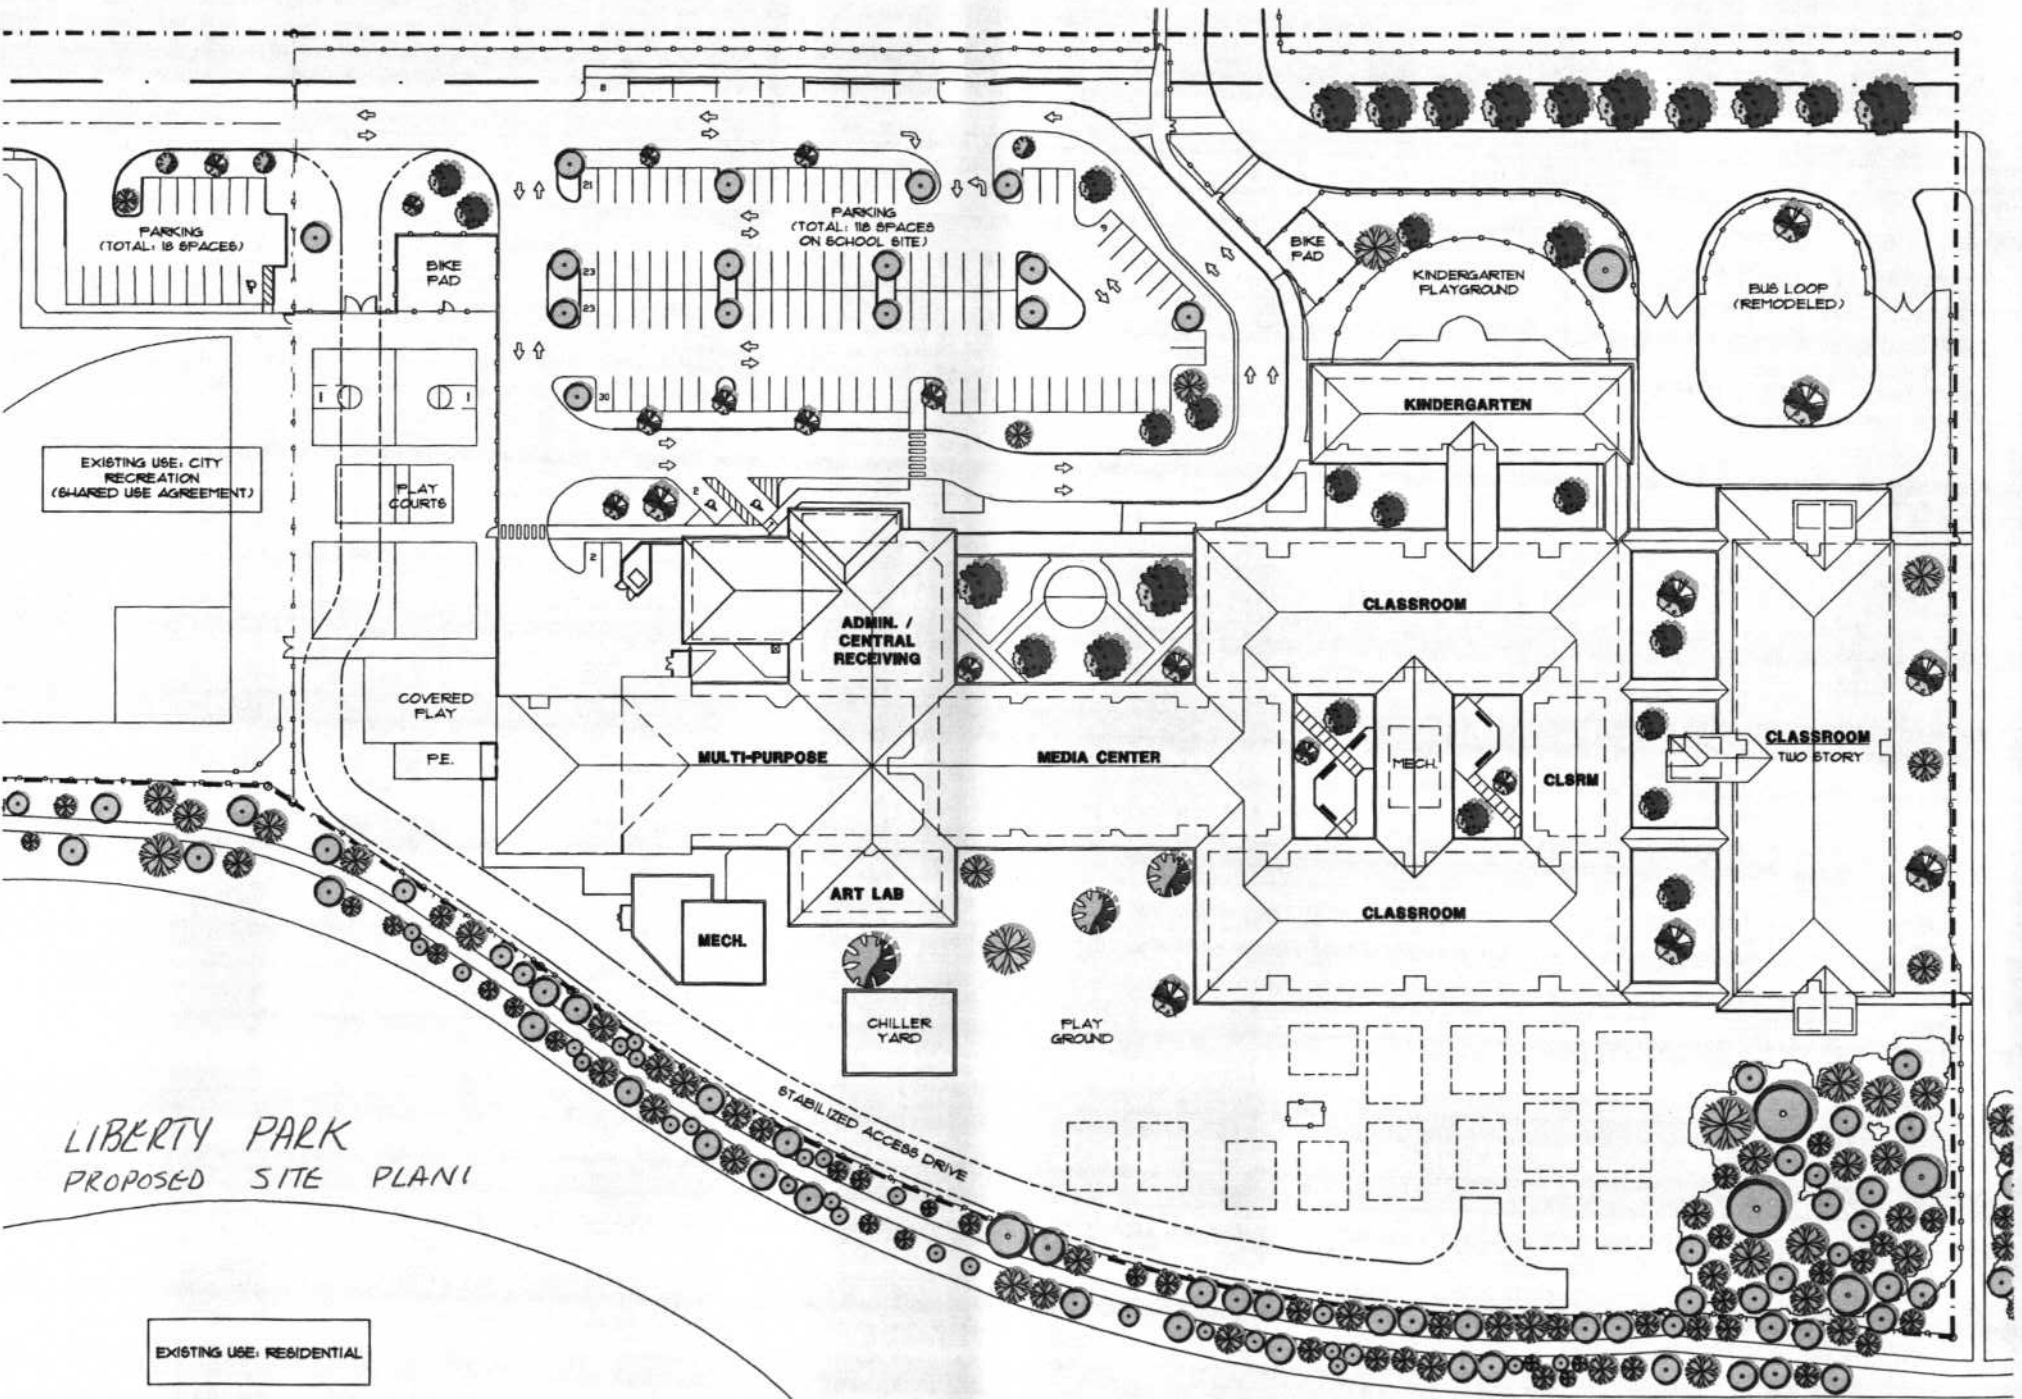 8
21
PARKING
(TOTAL: 18 SPACES)
PARKING
(TOTAL: 118 SPACES
ON SCHOOL SITE)
9
BIKE
PAD
BIKE
PAD
KINDERGARTEN
PLAYGROUND
BUS LOOP
(REMODELED)
23
23
30
KINDERGARTEN
EXISTING USE: CITY
RECREATION
(SHARED USE AGREEMENT)
PLAY
COURTS
2
2
CLASSROOM
ADMIN. /
CENTRAL
RECEIVING
COVERED
PLAY
P.E.
MULTI-PURPOSE
MEDIA CENTER
MECH.
CLSRM
CLASSROOM
TWO STORY
ART LAB
CLASSROOM
MECH.
CHILLER
YARD
PLAY
GROUND
STABILIZED ACCESS DRIVE
LIBERTY PARK
PROPOSED SITE PLAN
EXISTING USE: RESIDENTIAL